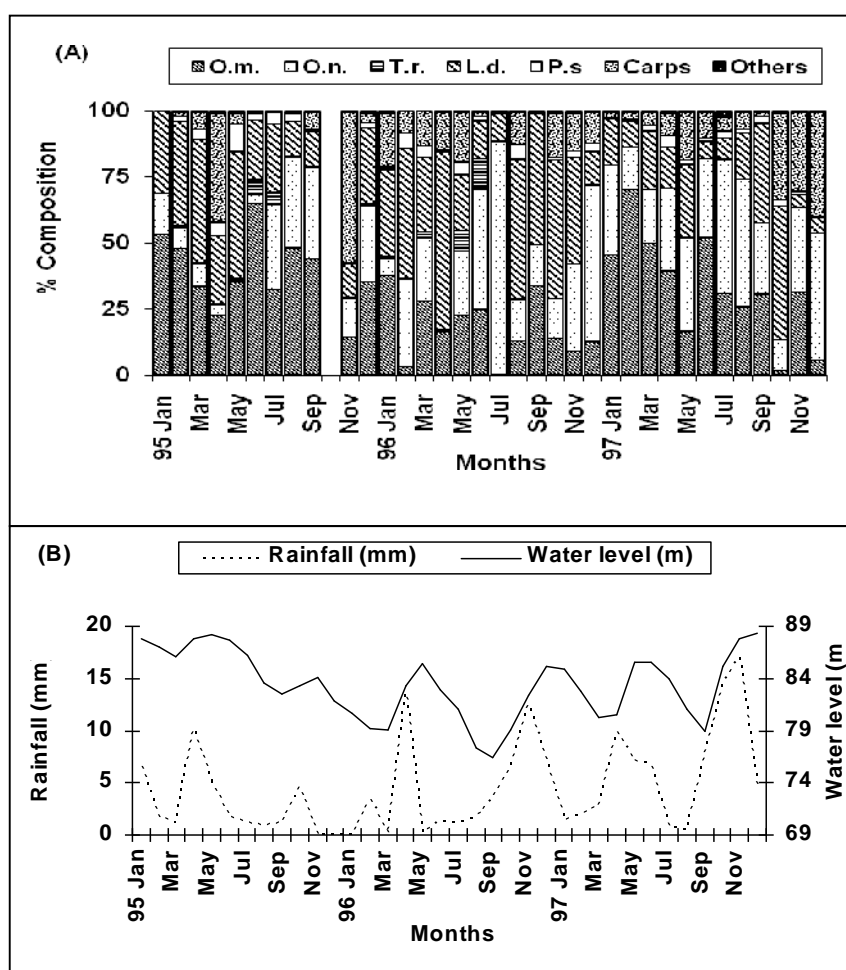 (A)
O.m. O.n. T.r. L.d. P.s Carps Others
% Composition
100
75
50
25
0
95 Jan Mar May Jul Sep Nov 96 Jan Mar May Jul Sep Nov 97 Jan Mar May Jul Sep Nov
Months
(B)
Rainfall (mm) Water level (m)
Rainfall (mm
20
15
10
5
0
89
84
79
74
69
Water level (m
95 Jan Mar May Jul Sep Nov 96 Jan Mar May Jul Sep Nov 97 Jan Mar May Jul Sep Nov
Months